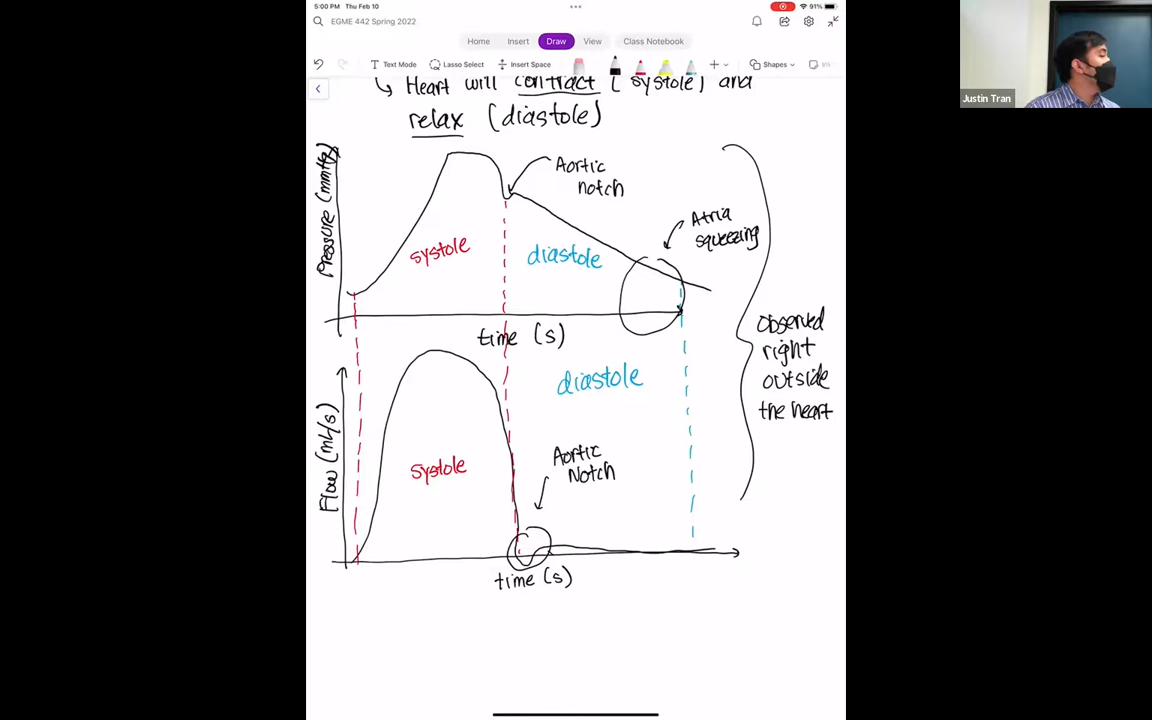 5:00 PM Thu Feb 10
91%
EGME 442 Spring 2022
Home Insert Draw View Class Notebook
Text Mode Lasso Select Insert Space Shapes
Justin Tran
↳ Heart will contract (systole) and
relax (diastole)
Pressure (mmHg)
Aortic
notch
Atria
squeezing
systole
diastole
time (s)
observed
right
outside
the heart
diastole
Flow (mL/s)
systole
Aortic
Notch
time (s)